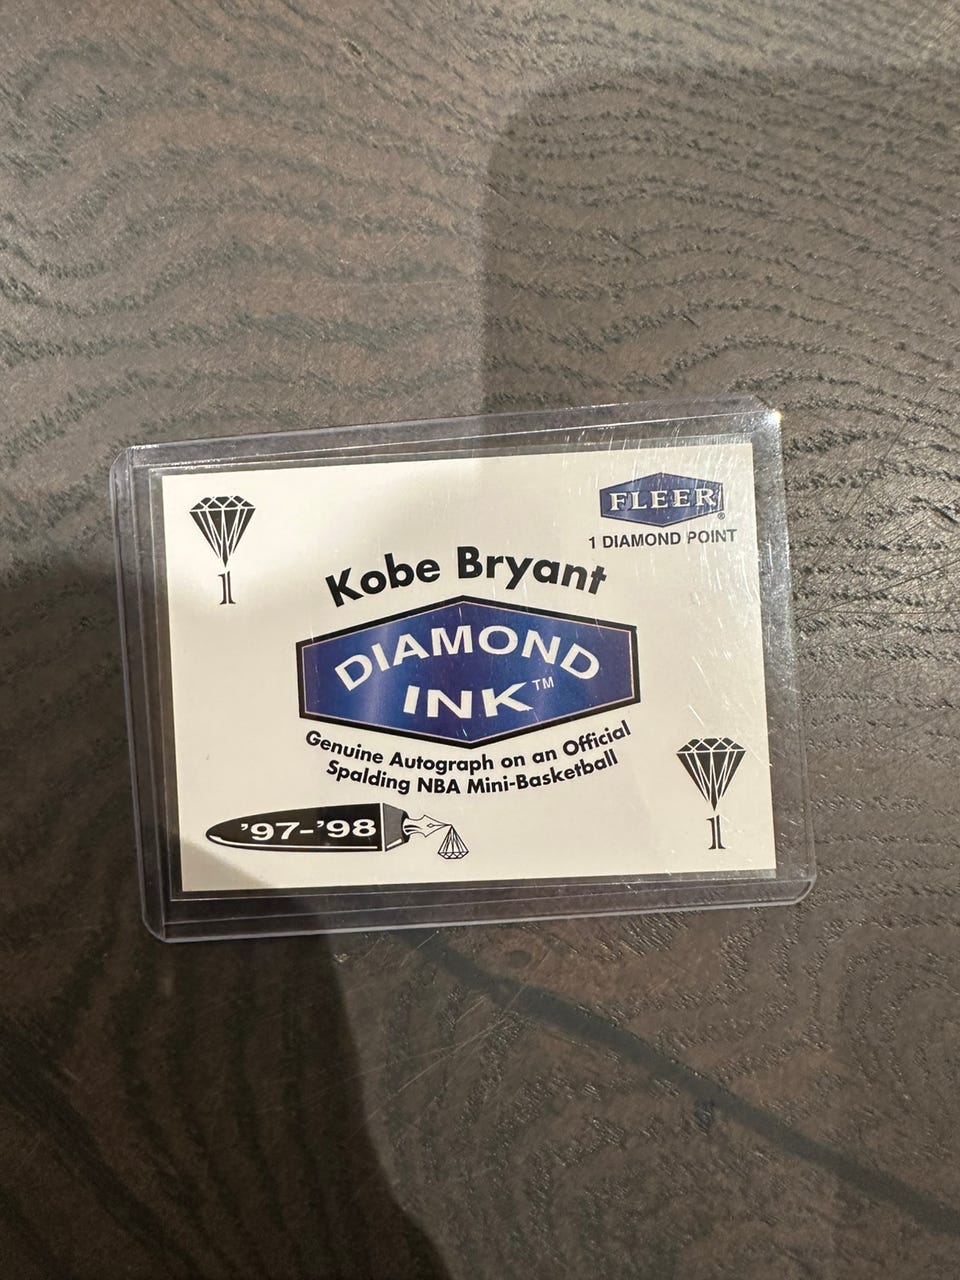 1
FLEER®
1 DIAMOND POINT
Kobe Bryant
DIAMOND
INK™
Genuine Autograph on an Official
Spalding NBA Mini-Basketball
'97-'98
1